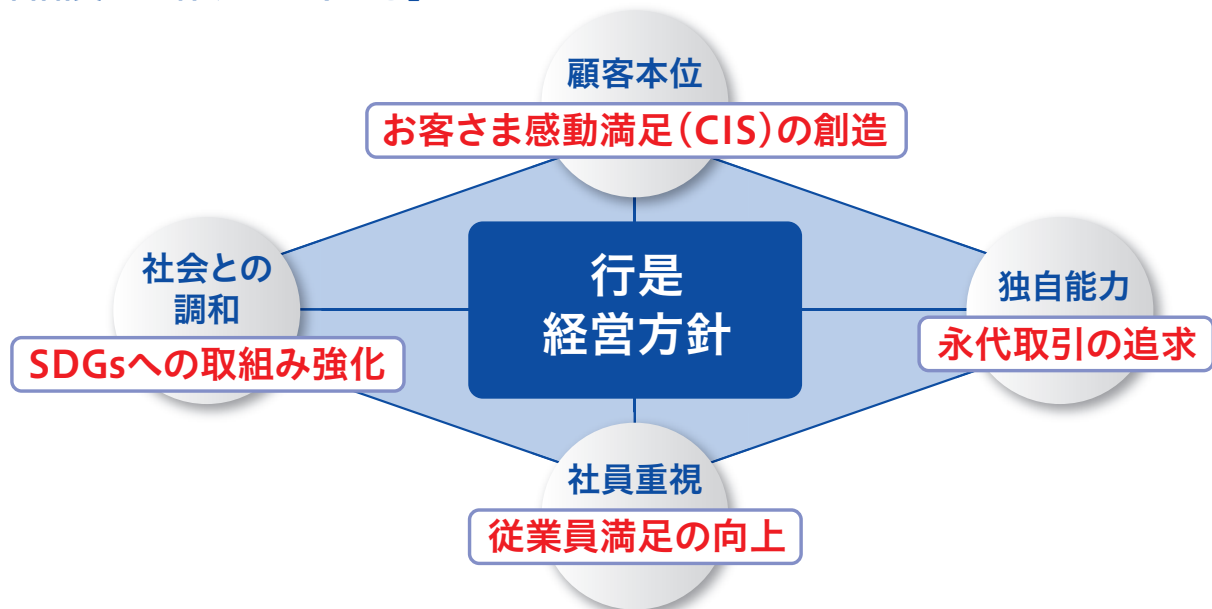 顧客本位
お客さま感動満足（CIS）の創造
社会との
調和
SDGsへの取組み強化
行是
経営方針
独自能力
永代取引の追求
社員重視
従業員満足の向上